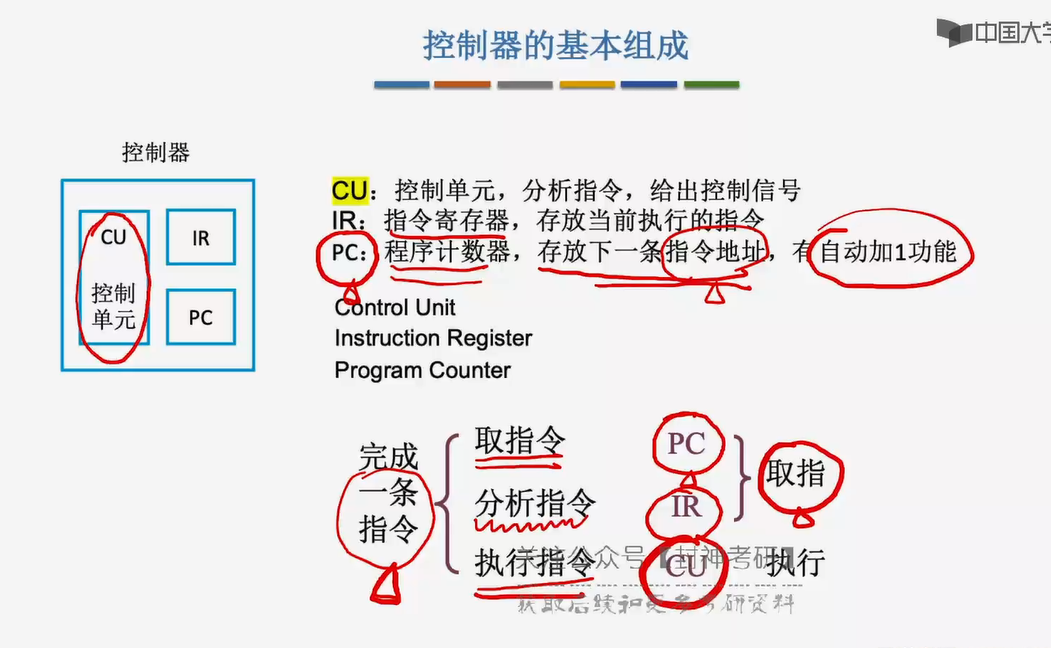 控制器的基本组成
中国大学
控制器
CU
控制
单元
IR
PC
CU：控制单元，分析指令，给出控制信号
IR：指令寄存器，存放当前执行的指令
PC：程序计数器，存放下一条指令地址，有自动加1功能
Control Unit
Instruction Register
Program Counter
完成
一条
指令
取指令
分析指令
执行指令
PC
IR
CU
取指
执行
关注公众号【封神考研】
获取后续和更多考研资料